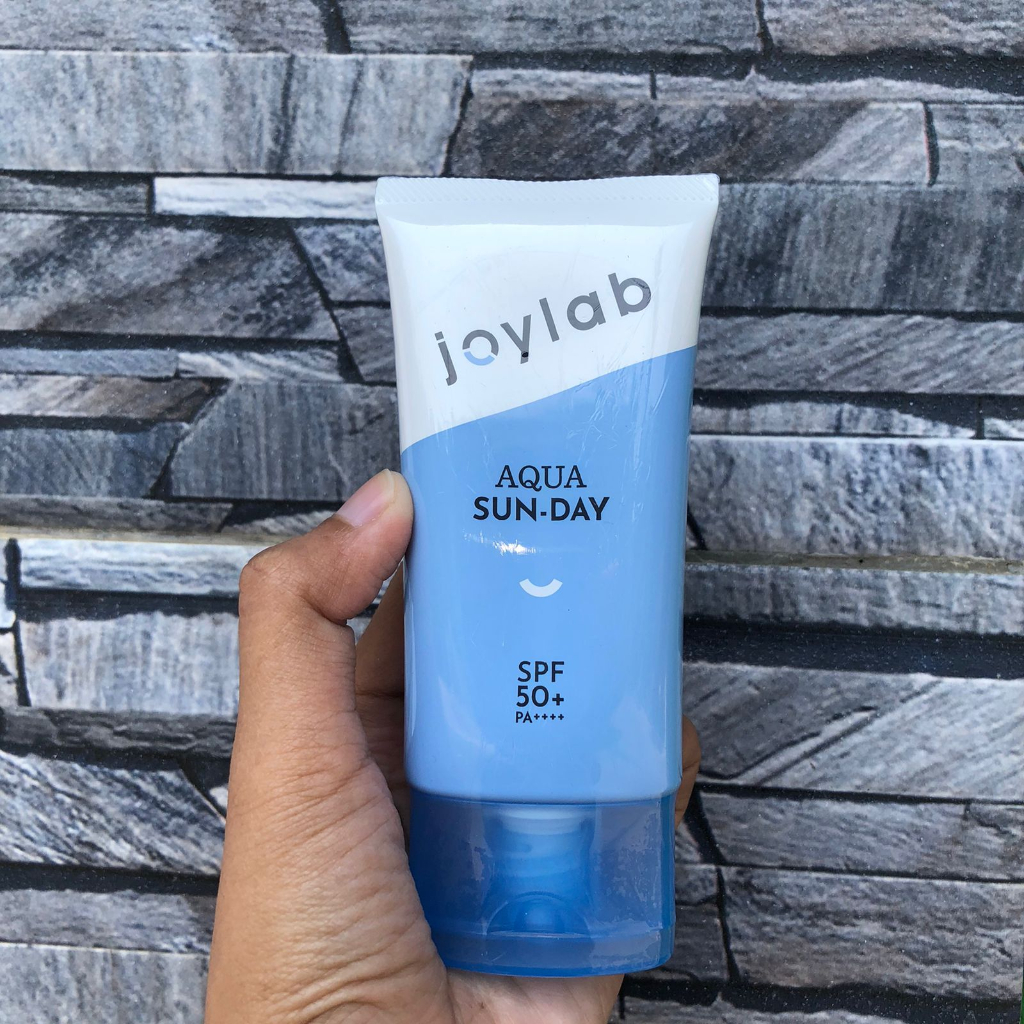 joylab
AQUA
SUN-DAY
SPF
50+
PA++++